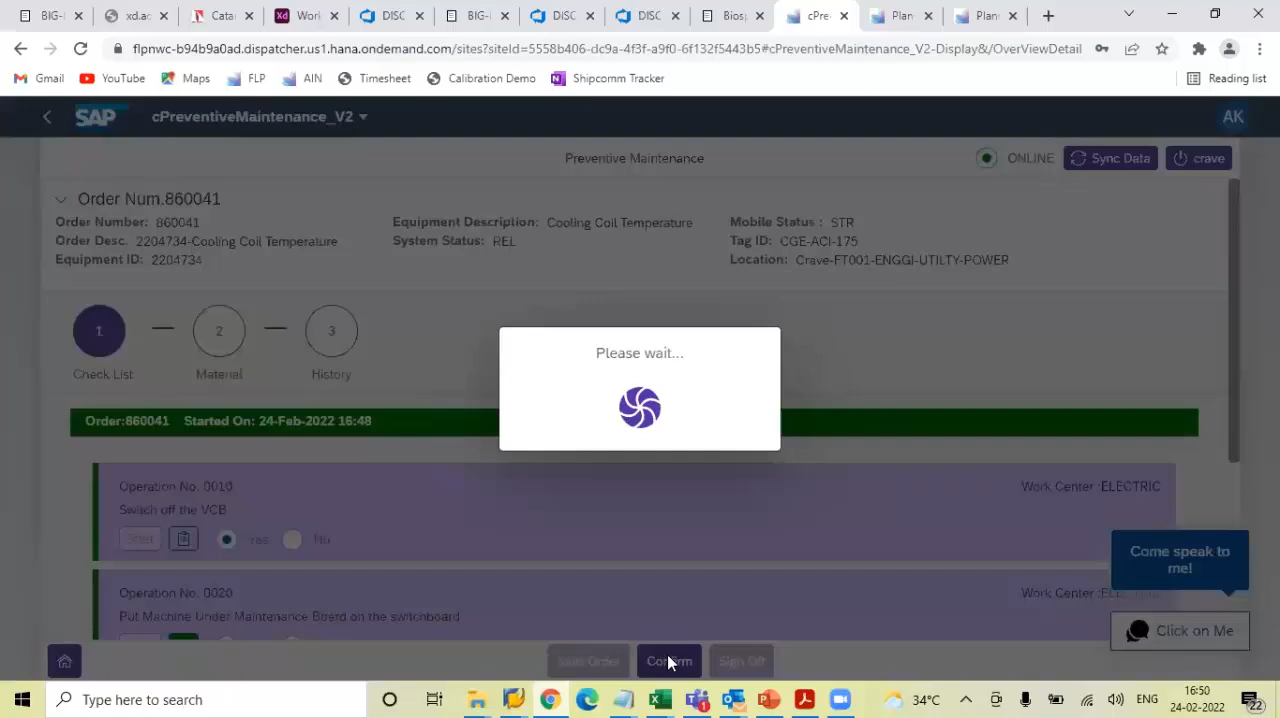 BIG-I
xd.ac
Cata
Work
DISC
BIG-I
DiSC
DISC
Biosp
cPre
Plan
Plan
flpnwc-b94b9a0ad.dispatcher.us1.hana.ondemand.com/sites?siteId=5558b406-dc9a-4f3f-a9f0-6f132f5443b5#cPreventiveMaintenance_V2-Display&/OverViewDetail
Gmail YouTube Maps FLP AIN Timesheet Calibration Demo Shipcomm Tracker Reading list
SAP cPreventiveMaintenance_V2 AK
Preventive Maintenance ONLINE Sync Data crave
Order Num.860041
Order Number: 860041 Equipment Description: Cooling Coil Temperature Mobile Status : STR
Order Desc. 2204734-Cooling Coil Temperature System Status: REL Tag ID: CGE-ACI-175
Equipment ID: 2204734 Location: Crave-FT001-ENGGI-UTILTY-POWER
1 2 3
Check List Material History
Please wait...
Order:860041 Started On: 24-Feb-2022 16:48
Operation No. 0010 Work Center :ELECTRIC
Switch off the VCB
Start Yes No
Come speak to
me!
Operation No. 0020 Work Center
Put Machine Under Maintenance Board on the switchboard
Click on Me
Confirm Sign Off
Type here to search 34°C ENG 16:50
24-02-2022 22